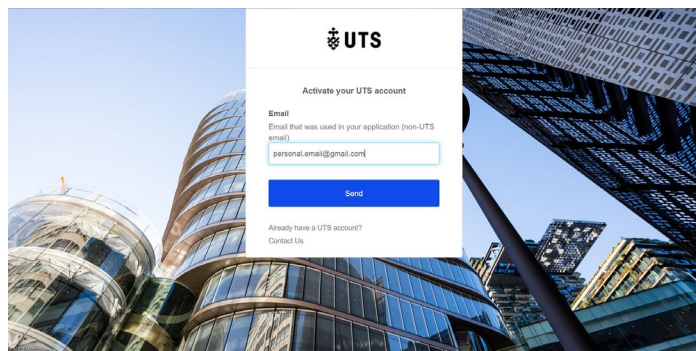 UTS
Activate your UTS account
Email
Email that was used in your application (non-UTS
email)
personal.email@gmail.com
Send
Already have a UTS account?
Contact Us